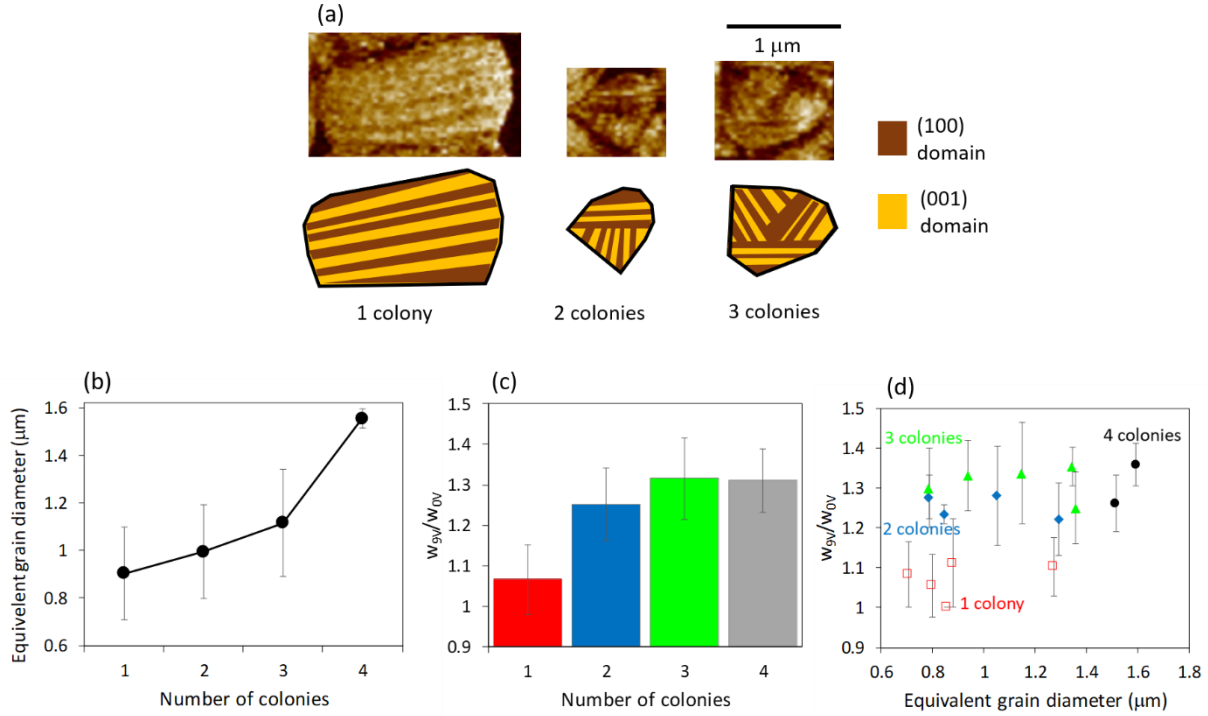 (a)
1 μm
(100)
domain
(001)
domain
1 colony
2 colonies
3 colonies
(b)
Equivelent grain diameter (μm)
1.6
1.4
1.2
1
0.8
0.6
1
2
3
4
Number of colonies
(c)
w9V/w0V
1.5
1.4
1.3
1.2
1.1
1
0.9
1
2
3
4
Number of colonies
(d)
w9V/w0V
1.5
1.4
1.3
1.2
1.1
1
0.9
3 colonies
4 colonies
2 colonies
1 colony
0.6
0.8
1
1.2
1.4
1.6
1.8
Equivalent grain diameter (μm)